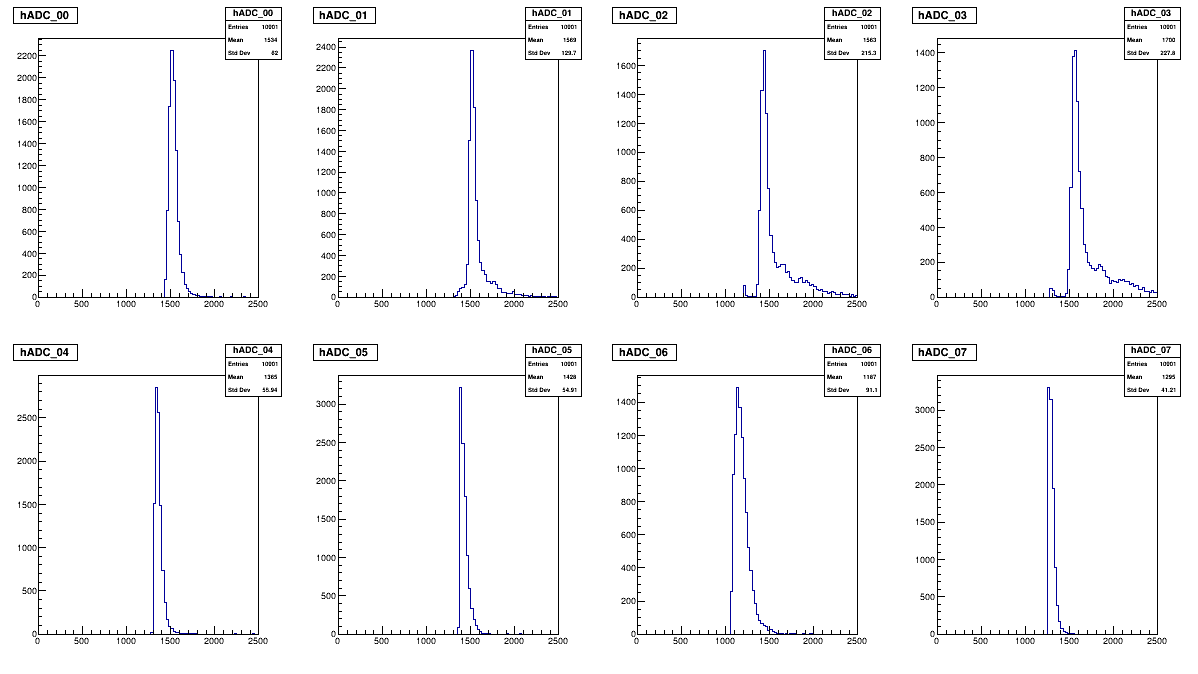 hADC_00
hADC_00
Entries 10001
Mean 1534
Std Dev 62
2200
2000
1800
1600
1400
1200
1000
800
600
400
200
0
0 500 1000 1500 2000 2500
hADC_01
hADC_01
Entries 10001
Mean 1569
Std Dev 129.7
2400
2200
2000
1800
1600
1400
1200
1000
800
600
400
200
0
0 500 1000 1500 2000 2500
hADC_02
hADC_02
Entries 10001
Mean 1563
Std Dev 215.3
1600
1400
1200
1000
800
600
400
200
0
0 500 1000 1500 2000 2500
hADC_03
hADC_03
Entries 10001
Mean 1700
Std Dev 227.8
1400
1200
1000
800
600
400
200
0
0 500 1000 1500 2000 2500
hADC_04
hADC_04
Entries 10001
Mean 1365
Std Dev 55.94
2500
2000
1500
1000
500
0
0 500 1000 1500 2000 2500
hADC_05
hADC_05
Entries 10001
Mean 1428
Std Dev 54.91
3000
2500
2000
1500
1000
500
0
0 500 1000 1500 2000 2500
hADC_06
hADC_06
Entries 10001
Mean 1187
Std Dev 91.1
1400
1200
1000
800
600
400
200
0
0 500 1000 1500 2000 2500
hADC_07
hADC_07
Entries 10001
Mean 1295
Std Dev 41.21
3000
2500
2000
1500
1000
500
0
0 500 1000 1500 2000 2500